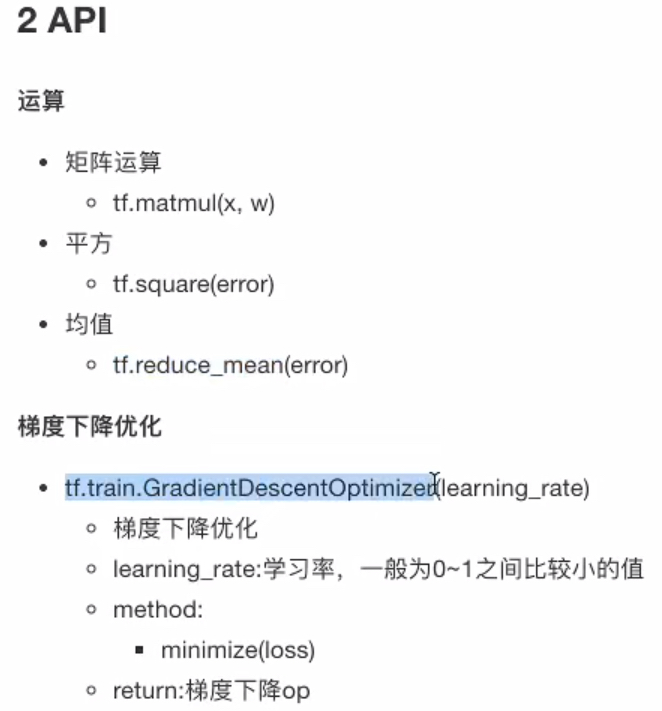 2 API
运算
矩阵运算
tf.matmul(x, w)
平方
tf.square(error)
均值
tf.reduce_mean(error)
梯度下降优化
tf.train.GradientDescentOptimizer(learning_rate)
梯度下降优化
learning_rate:学习率，一般为0~1之间比较小的值
method:
minimize(loss)
return:梯度下降op